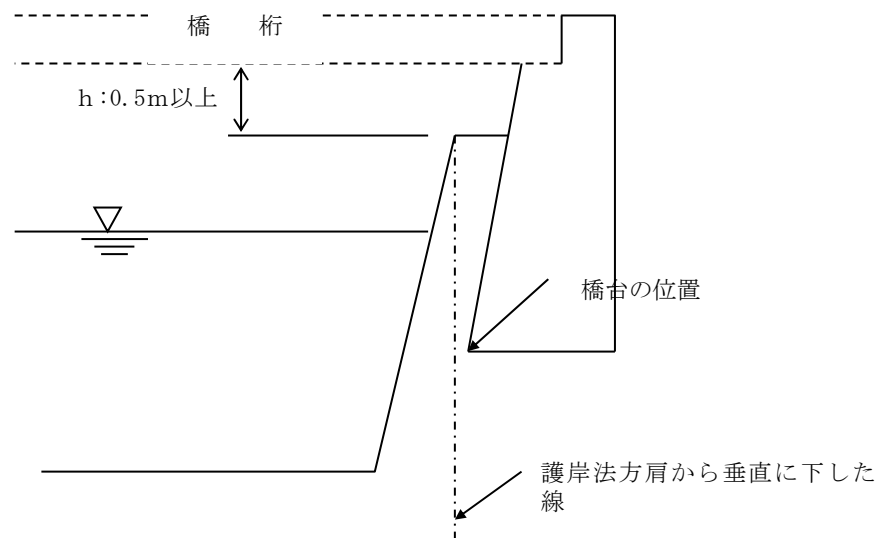 橋　桁
h:0.5m以上
橋台の位置
護岸法方肩から垂直に下した
線